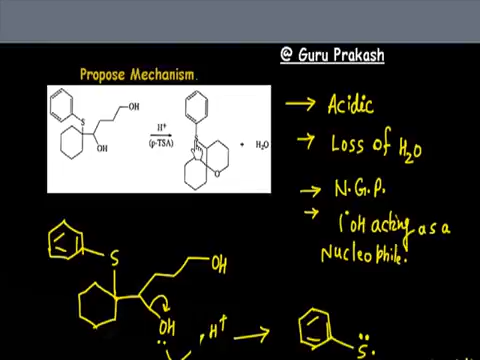 @ Guru Prakash
Propose Mechanism.
S
OH
OH
H⁺
(p-TSA)
S
O
+ H₂O
→ Acidic
→ Loss of H₂O
→ N.G.P.
→ 1° OH acting as a
Nucleophile.
S
OH
OH
, H⁺
→
S